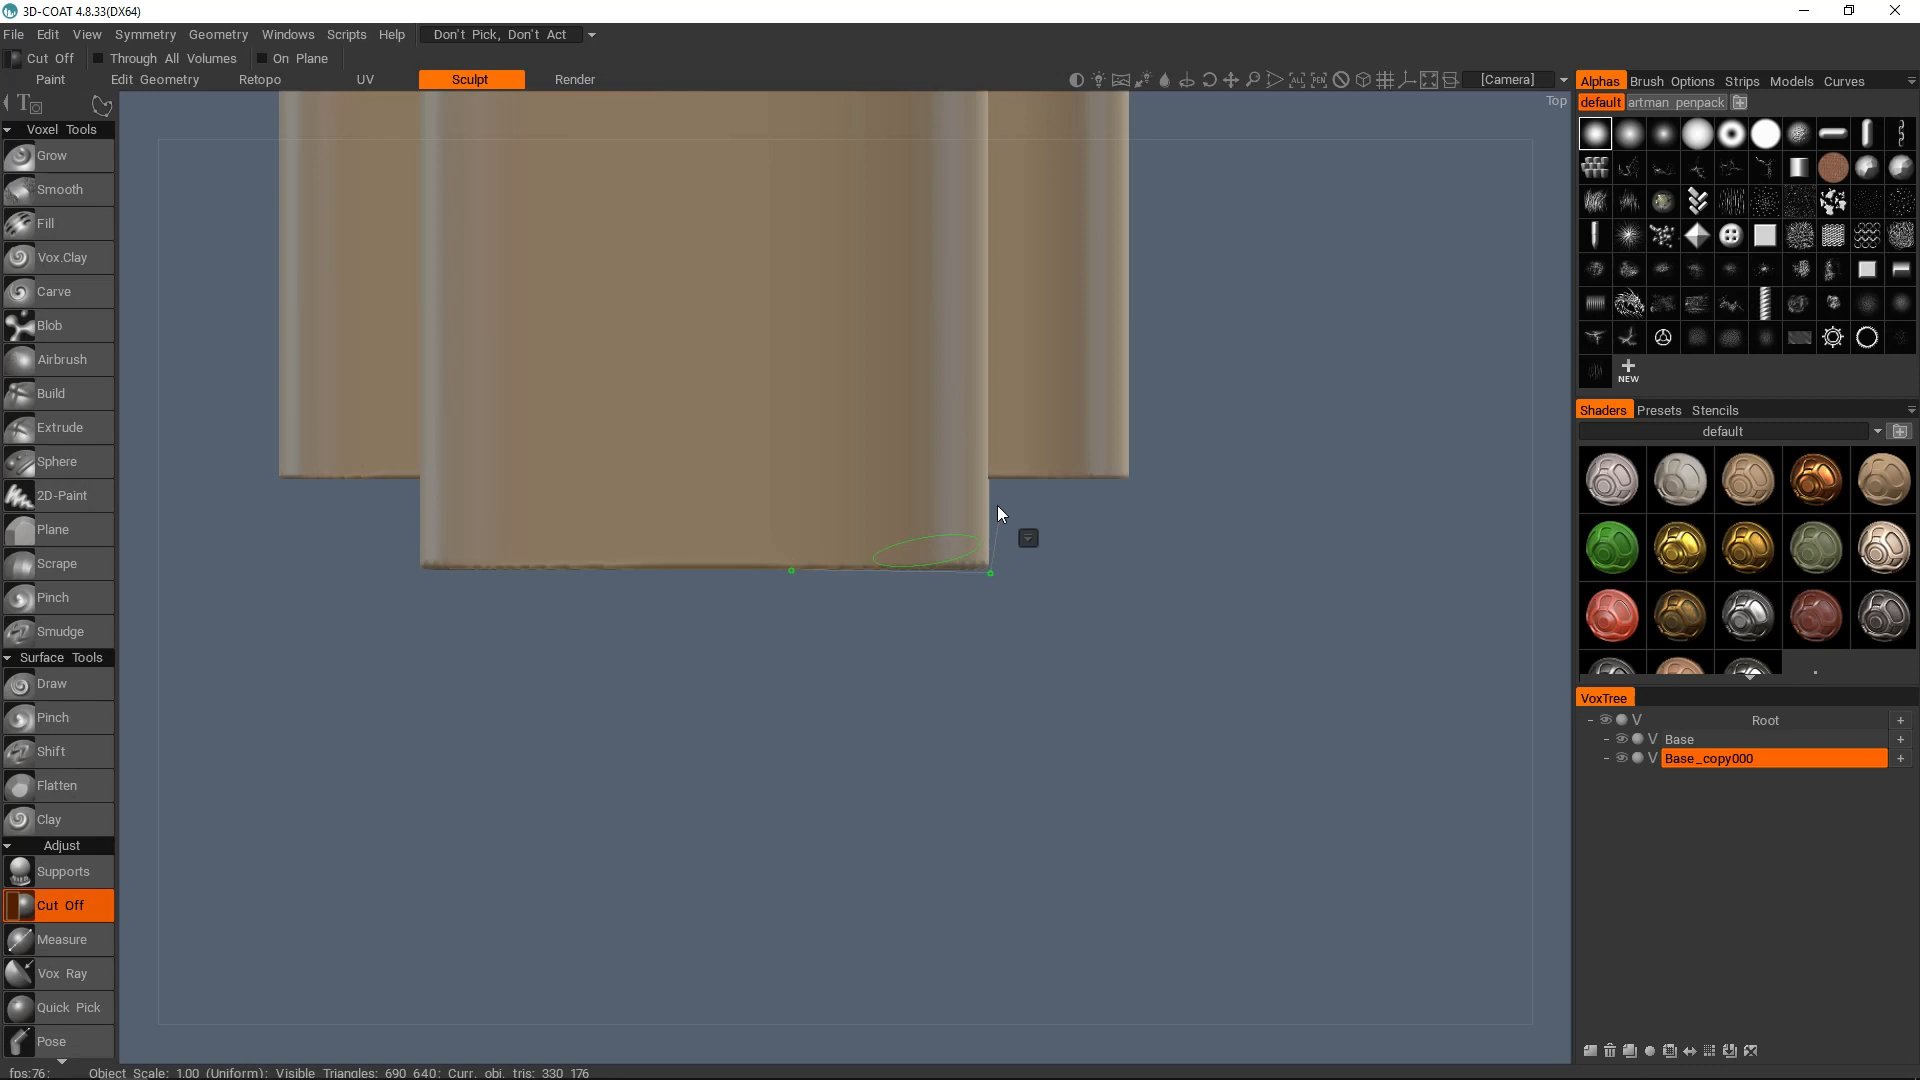 3D-COAT 4.8.33(DX64)
File Edit View Symmetry Geometry Windows Scripts Help Don't Pick, Don't Act
Cut Off Through All Volumes On Plane
Paint Edit Geometry Retopo UV Sculpt Render [Camera]
Top
Voxel Tools
Grow
Smooth
Fill
Vox.Clay
Carve
Blob
Airbrush
Build
Extrude
Sphere
2D-Paint
Plane
Scrape
Pinch
Smudge
Surface Tools
Draw
Pinch
Shift
Flatten
Clay
Adjust
Supports
Cut Off
Measure
Vox Ray
Quick Pick
Pose
Alphas Brush Options Strips Models Curves
default artman penpack
NEW
Shaders Presets Stencils
default
VoxTree
V Root
V Base
V Base_copy000
fps:76; Object Scale: 1.00 (Uniform); Visible Triangles: 690 640; Curr. obj. tris: 330 176